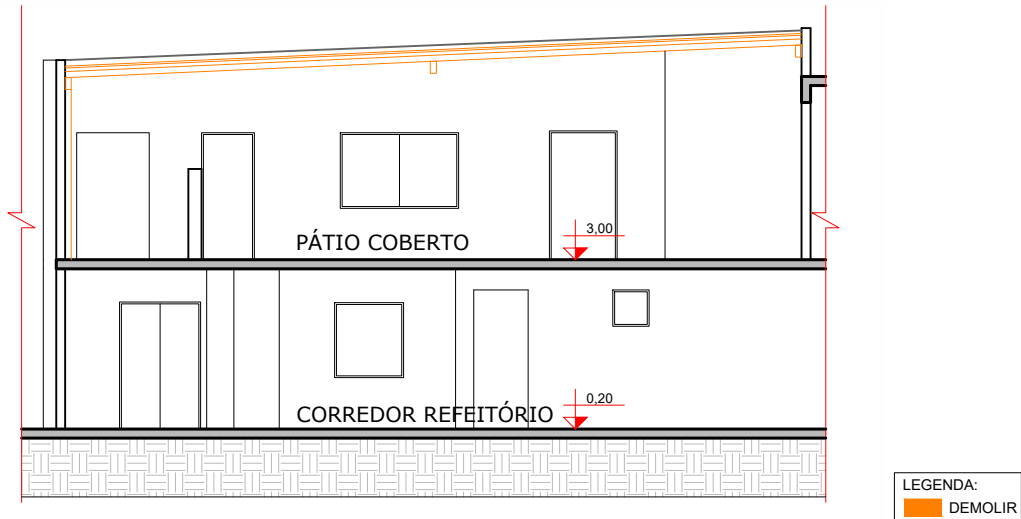 3,00
PÁTIO COBERTO
0,20
CORREDOR REFEITÓRIO
LEGENDA:
DEMOLIR